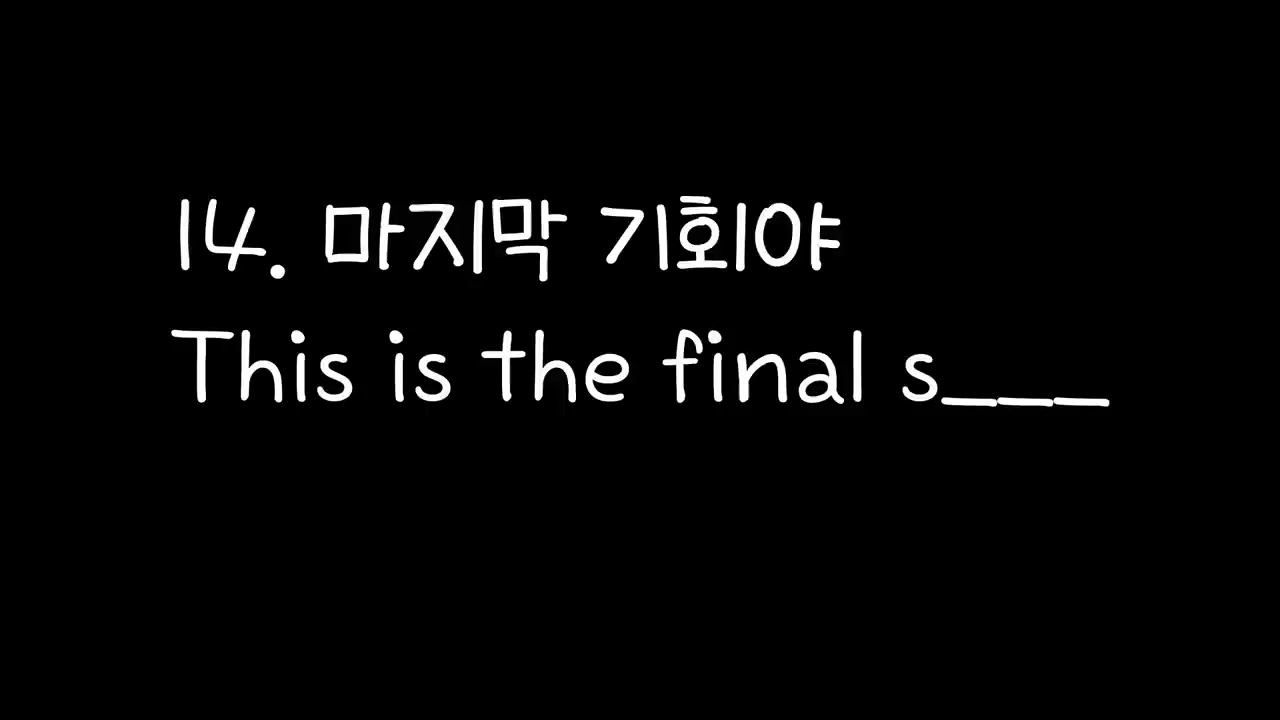 14. 마지막 기회야
This is the final s___